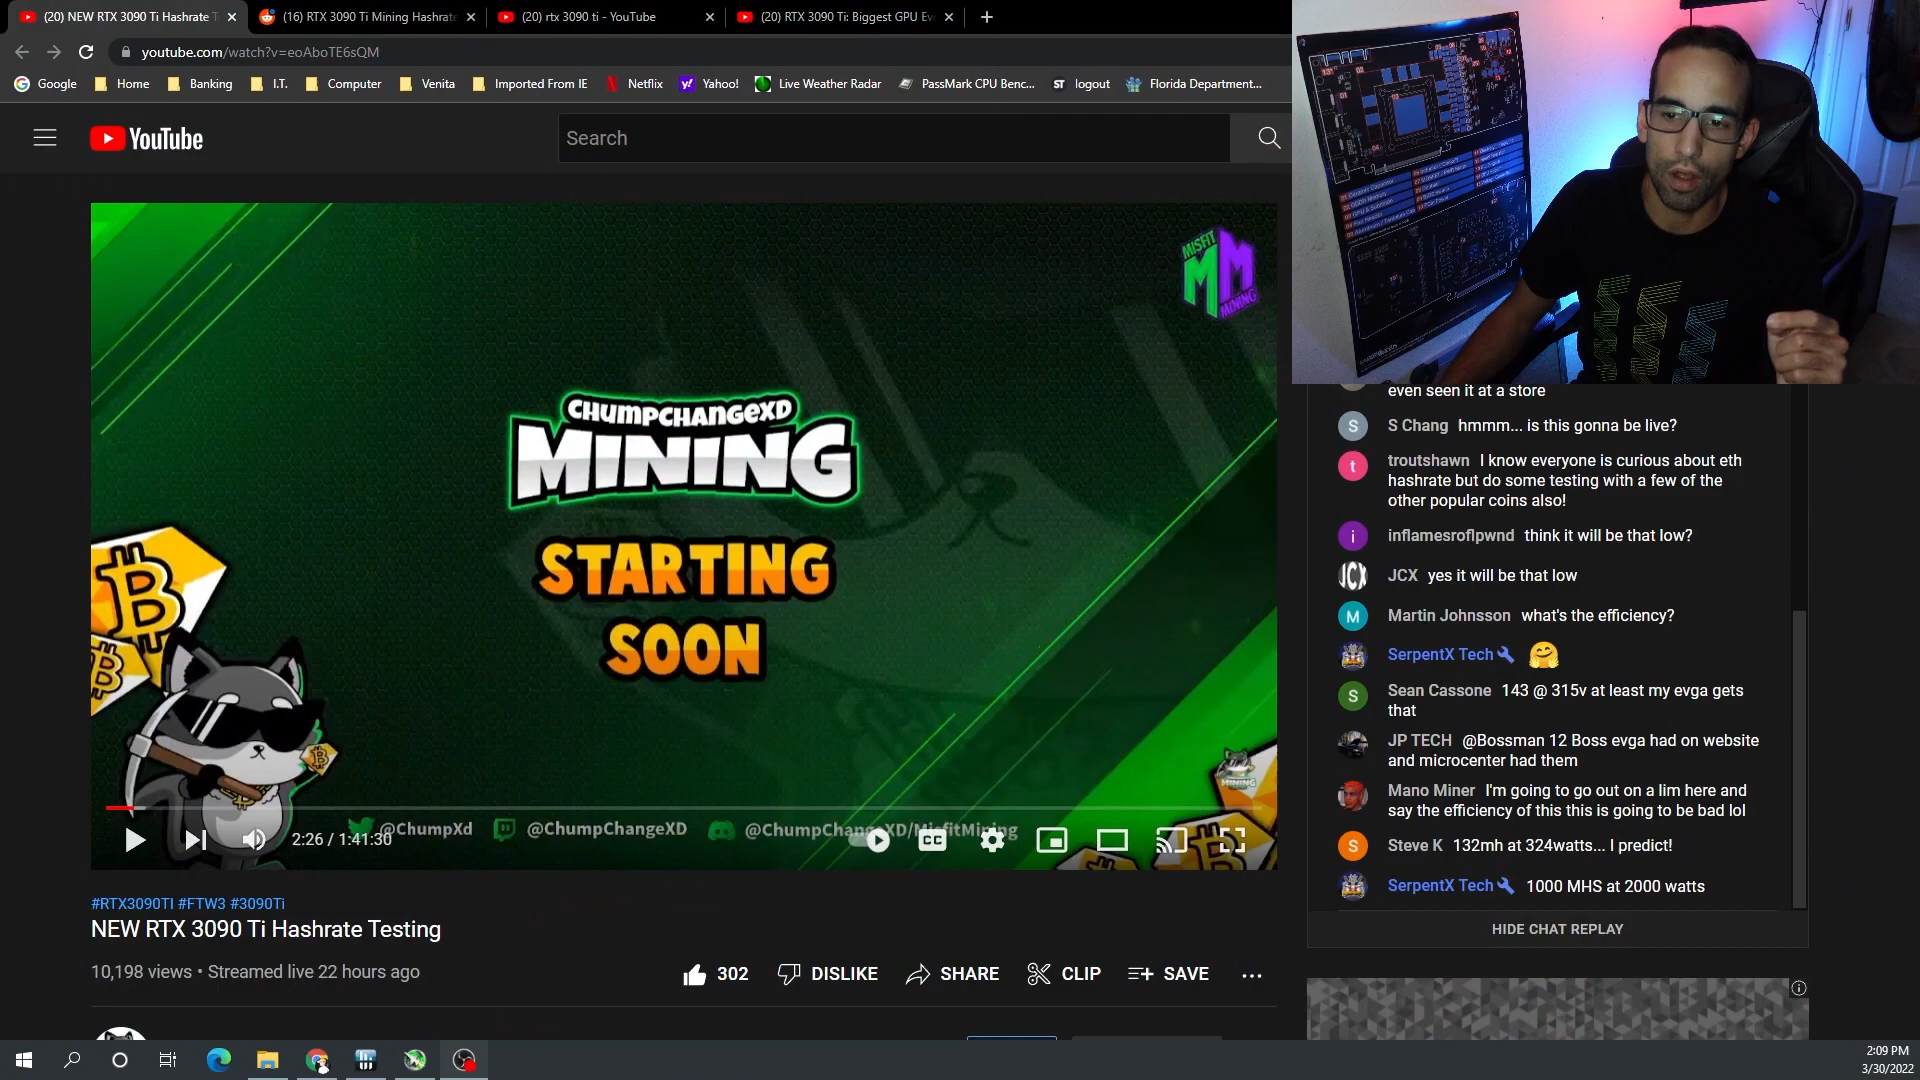 (20) NEW RTX 3090 Ti Hashrate T
(16) RTX 3090 Ti Mining Hashrate
(20) rtx 3090 ti - YouTube
(20) RTX 3090 Ti: Biggest GPU Ev
youtube.com/watch?v=eoAboTE6sQM
Google Home Banking I.T. Computer Venita Imported From IE Netflix Yahoo! Live Weather Radar PassMark CPU Benc... ST logout Florida Department...
YouTube
Search
MISFIT
MM
MINING
CHUMPCHANGEXD
MINING
STARTING
SOON
MINING
@ChumpXd @ChumpChangeXD @ChumpChangeXD/MisfitMining
2:26 / 1:41:30
CC
#RTX3090TI #FTW3 #3090Ti
NEW RTX 3090 Ti Hashrate Testing
10,198 views • Streamed live 22 hours ago
302 DISLIKE SHARE CLIP SAVE
even seen it at a store
S S Chang hmmm... is this gonna be live?
t troutshawn I know everyone is curious about eth
hashrate but do some testing with a few of the
other popular coins also!
i inflamesroflpwnd think it will be that low?
JCX JCX yes it will be that low
M Martin Johnsson what's the efficiency?
SerpentX Tech
S Sean Cassone 143 @ 315v at least my evga gets
that
JP TECH @Bossman 12 Boss evga had on website
and microcenter had them
Mano Miner I'm going to go out on a lim here and
say the efficiency of this this is going to be bad lol
S Steve K 132mh at 324watts... I predict!
SerpentX Tech 1000 MHS at 2000 watts
HIDE CHAT REPLAY
2:09 PM
3/30/2022